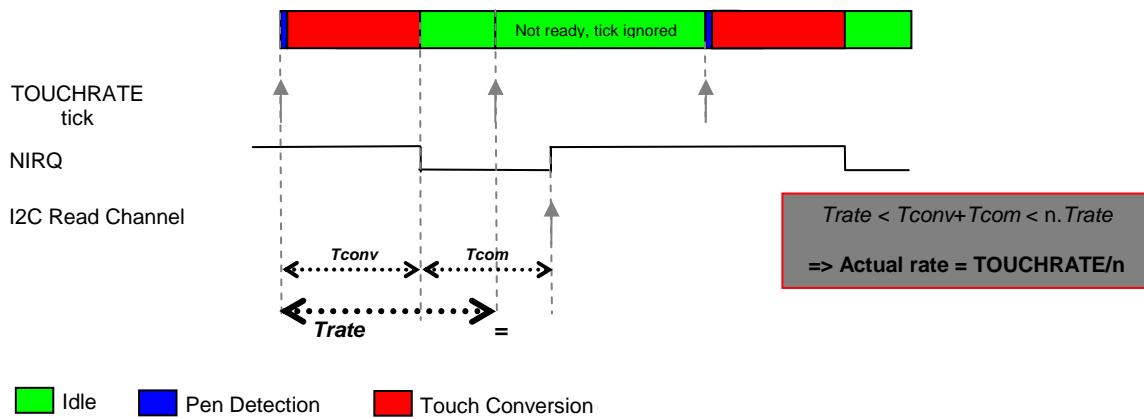 Not ready, tick ignored
TOUCHRATE
tick
NIRQ
I2C Read Channel
Trate < Tconv+Tcom < n.Trate
=> Actual rate = TOUCHRATE/n
Tconv
Tcom
Trate =
Idle
Pen Detection
Touch Conversion